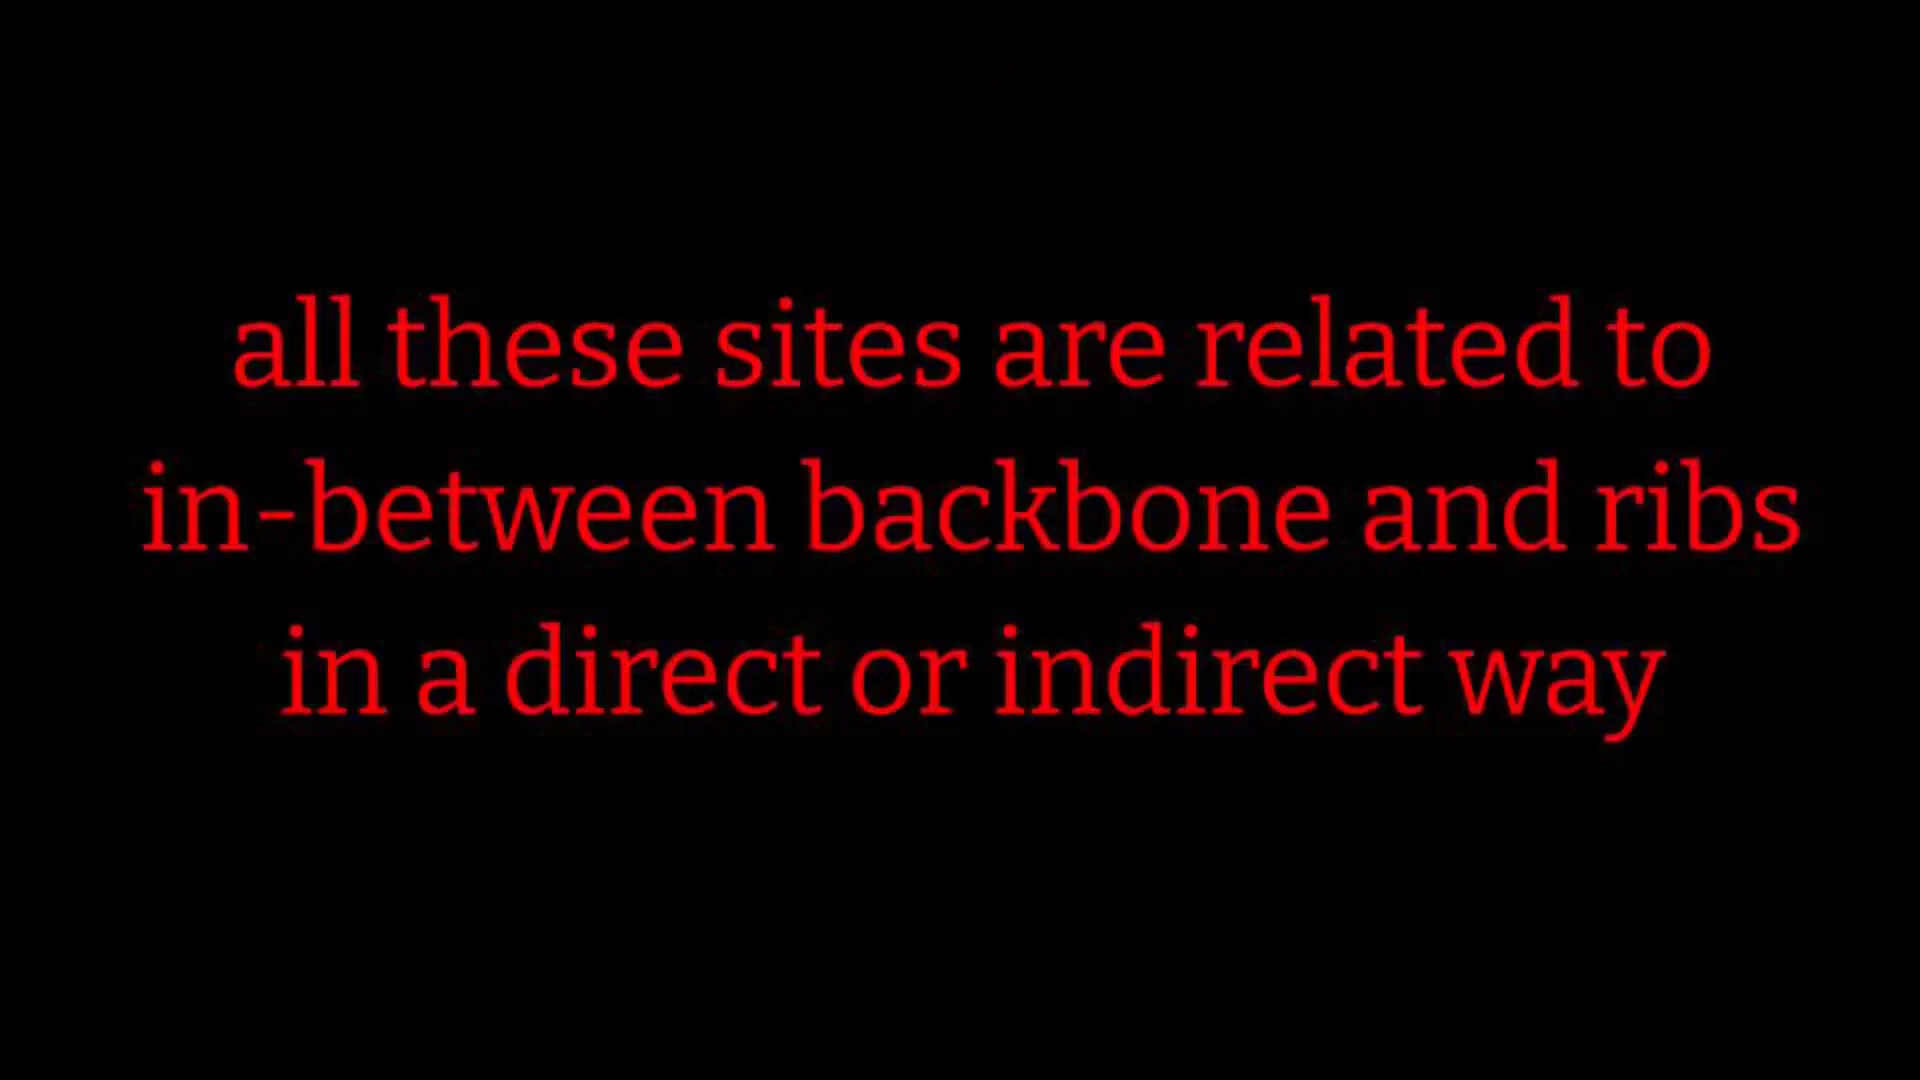 all these sites are related to
in-between backbone and ribs
in a direct or indirect way